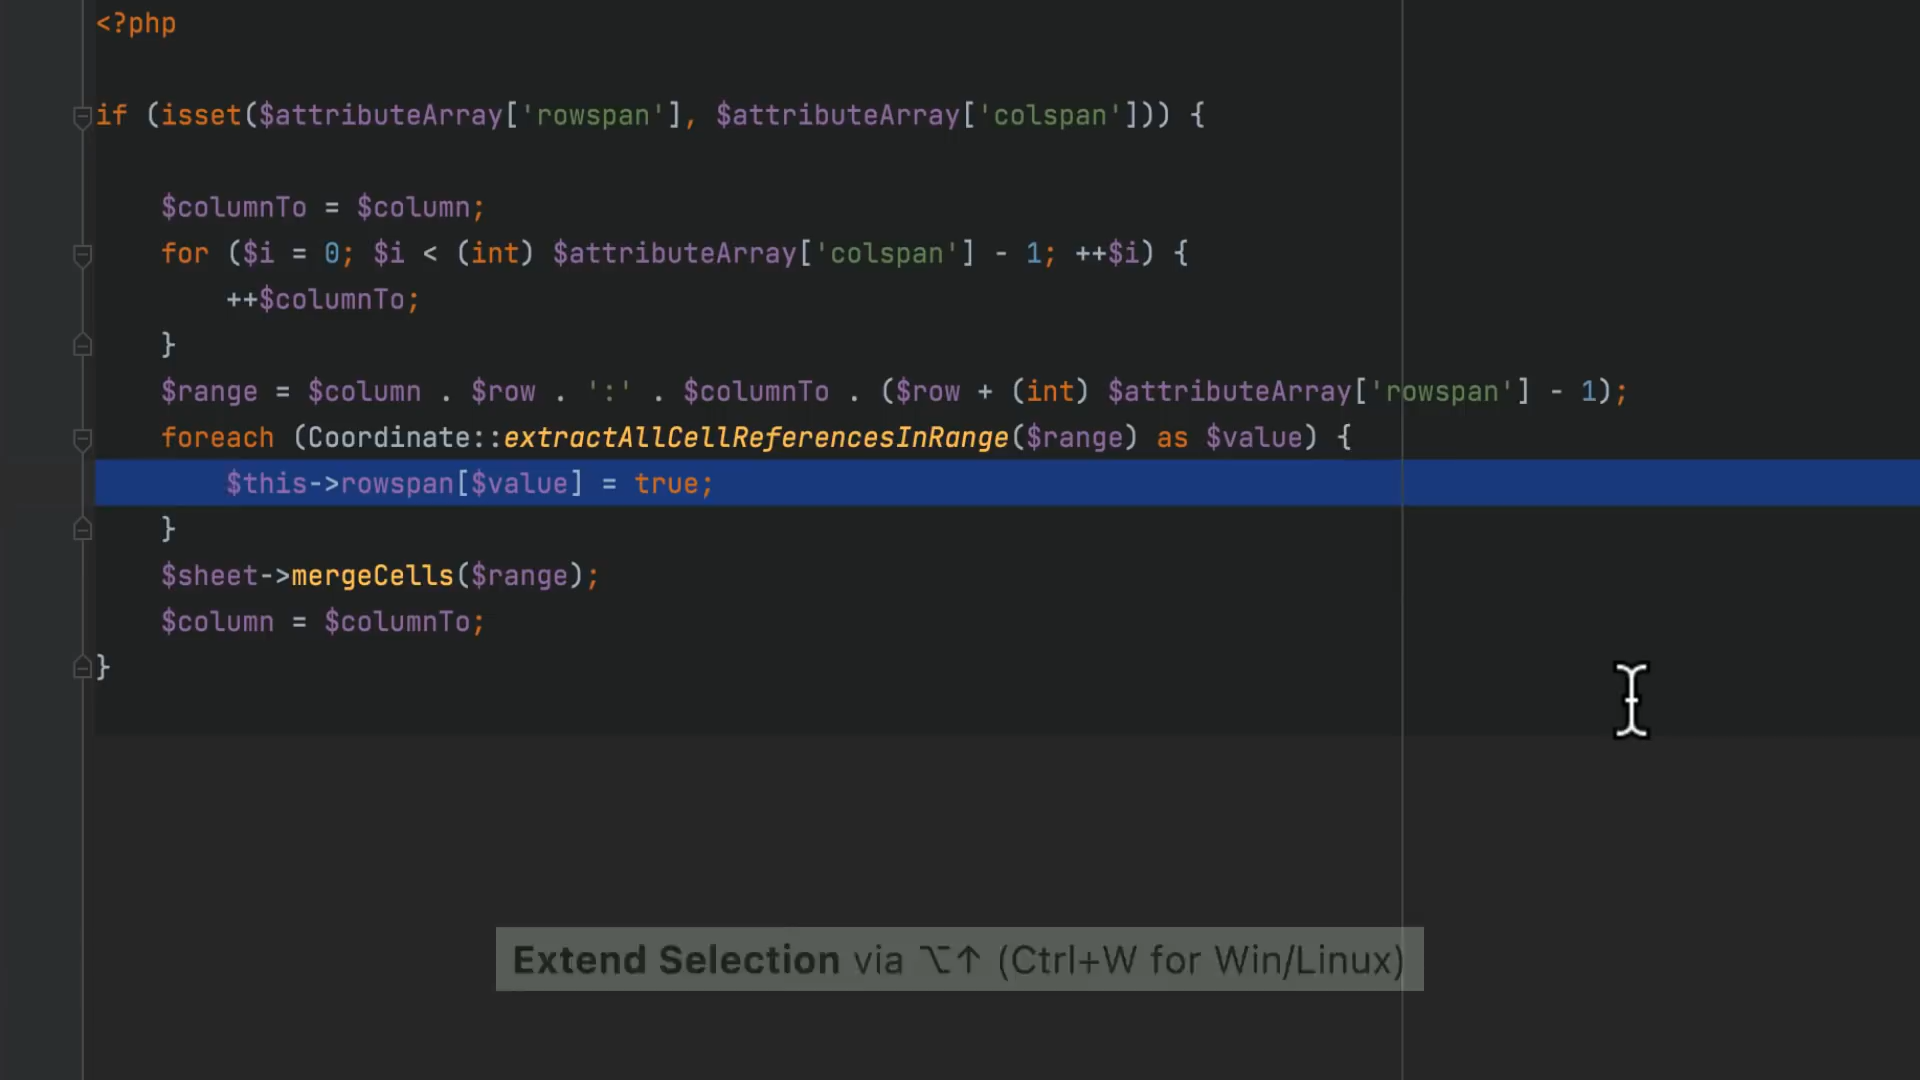 <?php
if (isset($attributeArray['rowspan'], $attributeArray['colspan'])) {
    $columnTo = $column;
    for ($i = 0; $i < (int) $attributeArray['colspan'] - 1; ++$i) {
        ++$columnTo;
    }
    $range = $column . $row . ':' . $columnTo . ($row + (int) $attributeArray['rowspan'] - 1);
    foreach (Coordinate::extractAllCellReferencesInRange($range) as $value) {
        $this->rowspan[$value] = true;
    }
    $sheet->mergeCells($range);
    $column = $columnTo;
}
Extend Selection via ⌥↑ (Ctrl+W for Win/Linux)